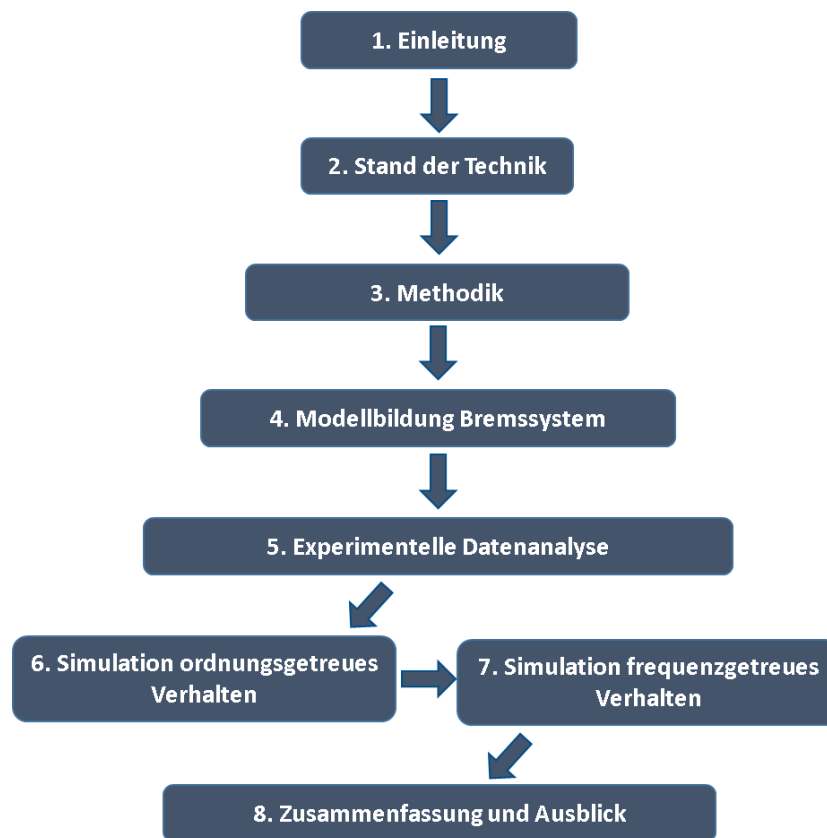 1. Einleitung
2. Stand der Technik
3. Methodik
4. Modellbildung Bremssystem
5. Experimentelle Datenanalyse
6. Simulation ordnungsgetreues
Verhalten
7. Simulation frequenzgetreues
Verhalten
8. Zusammenfassung und Ausblick